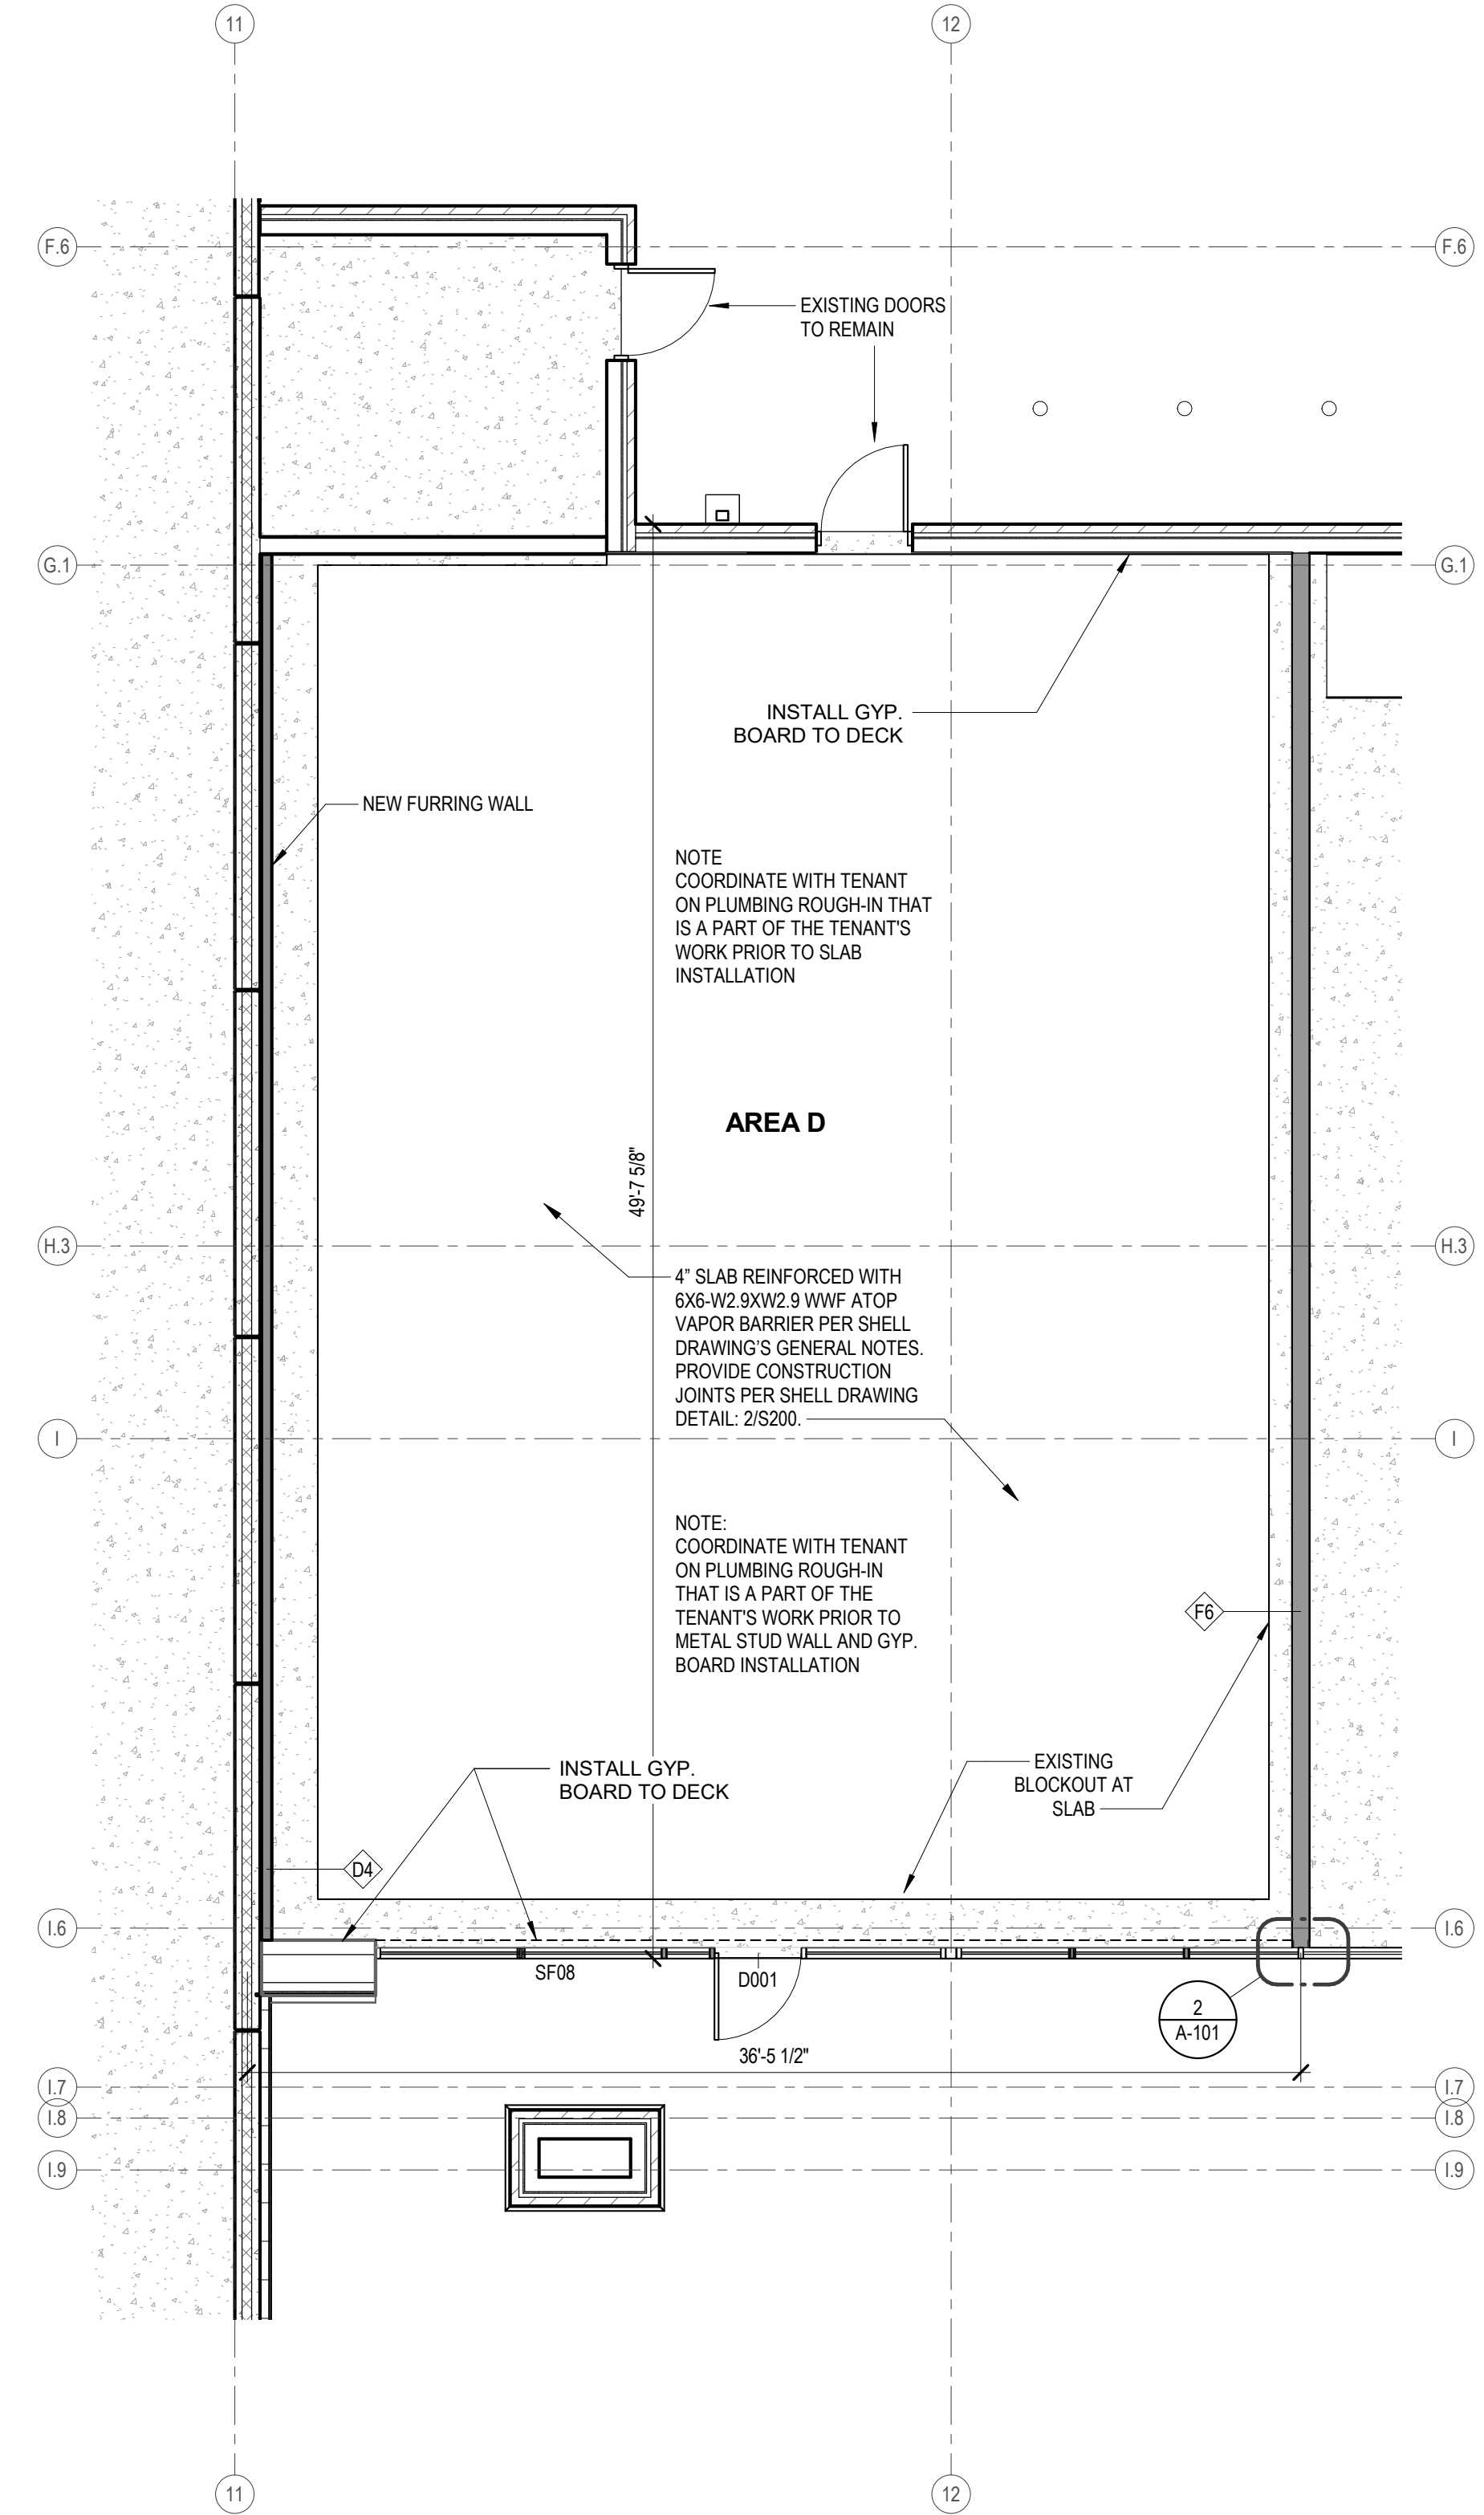 11
12
F.6
F.6
EXISTING DOORS
TO REMAIN
G.1
G.1
INSTALL GYP.
BOARD TO DECK
NEW FURRING WALL
NOTE
COORDINATE WITH TENANT
ON PLUMBING ROUGH-IN THAT
IS A PART OF THE TENANT'S
WORK PRIOR TO SLAB
INSTALLATION
AREA D
49'-7 5/8"
H.3
H.3
4” SLAB REINFORCED WITH
6X6-W2.9XW2.9 WWF ATOP
VAPOR BARRIER PER SHELL
DRAWING’S GENERAL NOTES.
PROVIDE CONSTRUCTION
JOINTS PER SHELL DRAWING
DETAIL: 2/S200.
I
I
NOTE:
COORDINATE WITH TENANT
ON PLUMBING ROUGH-IN
THAT IS A PART OF THE
TENANT'S WORK PRIOR TO
METAL STUD WALL AND GYP.
BOARD INSTALLATION
F6
INSTALL GYP.
BOARD TO DECK
EXISTING
BLOCKOUT AT
SLAB
D4
I.6
I.6
SF08
D001
2
A-101
36'-5 1/2"
I.7
I.7
I.8
I.8
I.9
I.9
11
12